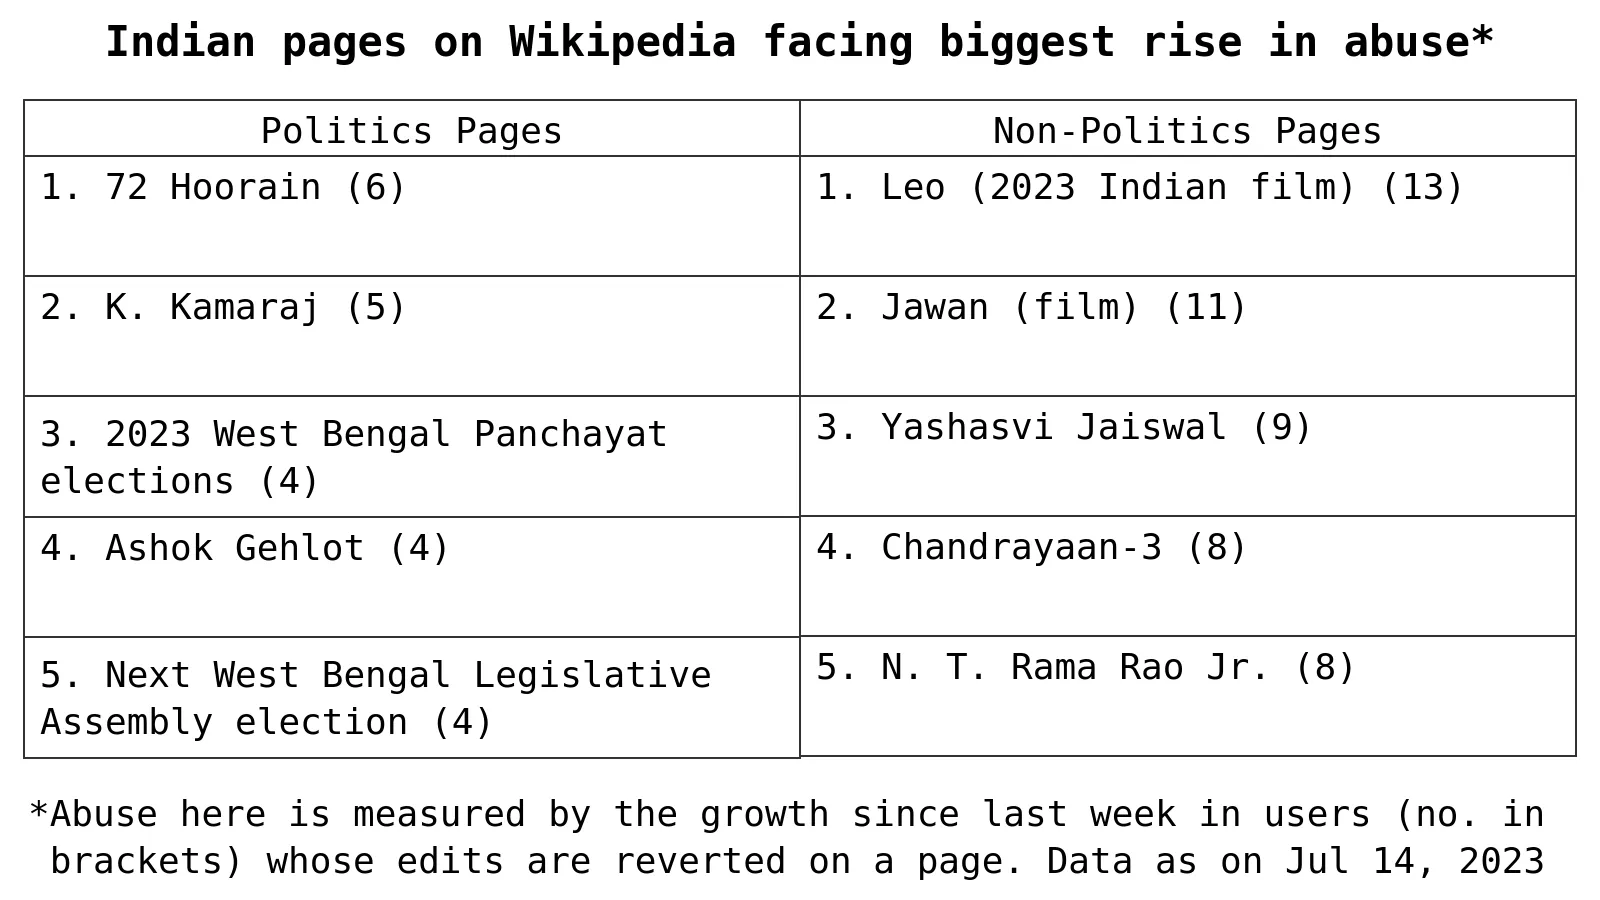 Indian pages on Wikipedia facing biggest rise in abuse*
Politics Pages
Non-Politics Pages
1. 72 Hoorain (6)
1. Leo (2023 Indian film) (13)
2. K. Kamaraj (5)
2. Jawan (film) (11)
3. 2023 West Bengal Panchayat
elections (4)
3. Yashasvi Jaiswal (9)
4. Ashok Gehlot (4)
4. Chandrayaan-3 (8)
5. Next West Bengal Legislative
Assembly election (4)
5. N. T. Rama Rao Jr. (8)
*Abuse here is measured by the growth since last week in users (no. in
brackets) whose edits are reverted on a page. Data as on Jul 14, 2023